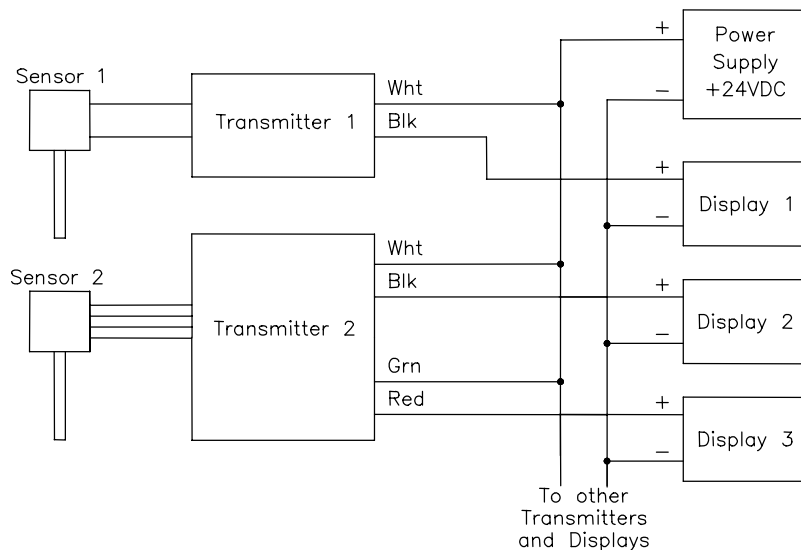 Sensor 1
Transmitter 1
Wht
Blk
+
Power
Supply
+24VDC
−
+
Display 1
−
Sensor 2
Transmitter 2
Wht
Blk
Grn
Red
+
Display 2
−
+
Display 3
−
To other
Transmitters
and Displays